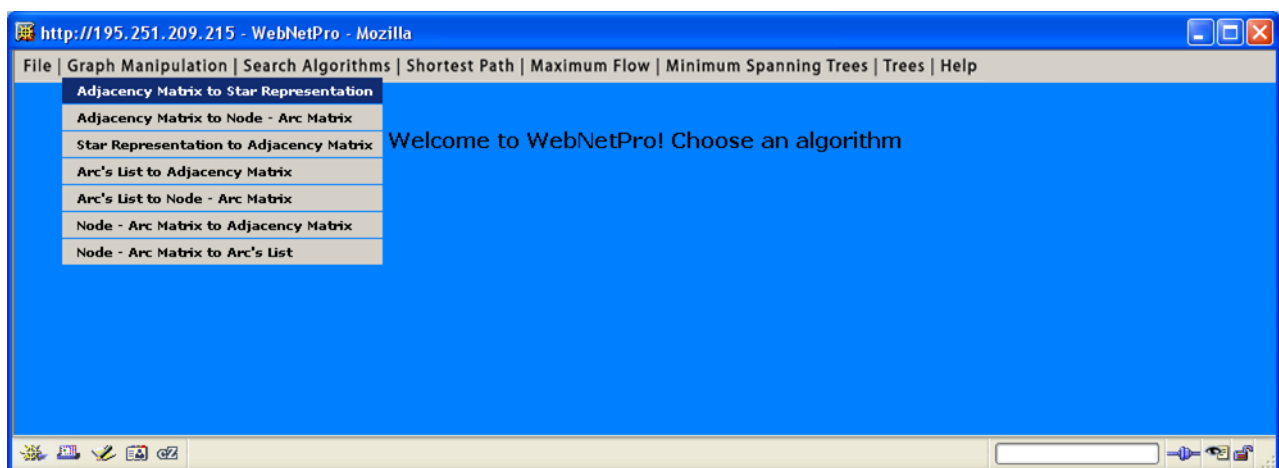 http://195.251.209.215 - WebNetPro - Mozilla
File | Graph Manipulation | Search Algorithms | Shortest Path | Maximum Flow | Minimum Spanning Trees | Trees | Help
Adjacency Matrix to Star Representation
Adjacency Matrix to Node - Arc Matrix
Star Representation to Adjacency Matrix
Welcome to WebNetPro! Choose an algorithm
Arc's List to Adjacency Matrix
Arc's List to Node - Arc Matrix
Node - Arc Matrix to Adjacency Matrix
Node - Arc Matrix to Arc's List